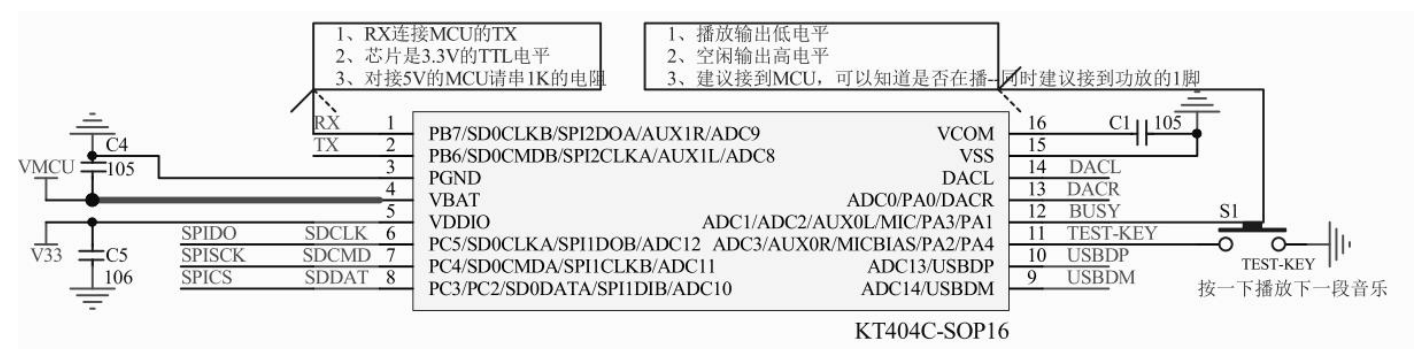 1、RX连接MCU的TX
2、芯片是3.3V的TTL电平
3、对接5V的MCU请串1K的电阻
1、播放输出低电平
2、空闲输出高电平
3、建议接到MCU，可以知道是否在播--同时建议接到功放的1脚
RX 1 PB7/SD0CLKB/SPI2DOA/AUX1R/ADC9
TX 2 PB6/SD0CMDB/SPI2CLKA/AUX1L/ADC8
3 PGND
4 VBAT
5 VDDIO
SPIDO SDCLK 6 PC5/SD0CLKA/SPI1DOB/ADC12
SPISCK SDCMD 7 PC4/SD0CMDA/SPI1CLKB/ADC11
SPICS SDDAT 8 PC3/PC2/SD0DATA/SPI1DIB/ADC10
C4
105
VMCU
V33
C5
106
VCOM 16
VSS 15
DACL 14 DACL
ADC0/PA0/DACR 13 DACR
ADC1/ADC2/AUX0L/MIC/PA3/PA1 12 BUSY
ADC3/AUX0R/MICBIAS/PA2/PA4 11 TEST-KEY
ADC13/USBDP 10 USBDP
ADC14/USBDM 9 USBDM
C1 105
S1
TEST-KEY
按一下播放下一段音乐
KT404C-SOP16